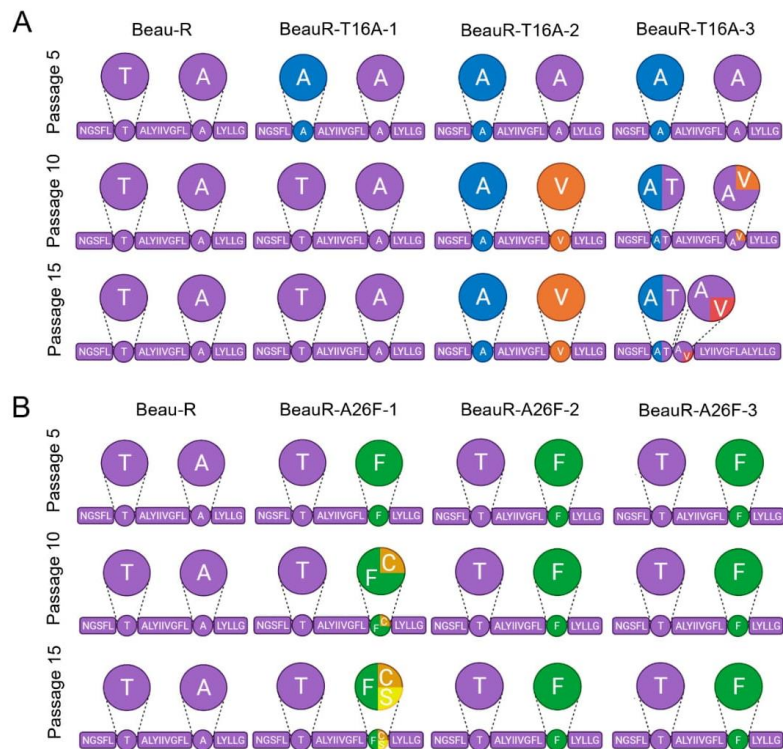 A
Beau-R BeauR-T16A-1 BeauR-T16A-2 BeauR-T16A-3
Passage 5
T A A A A A A A
NGSFL T ALYIIVGFL A LYLLG NGSFL A ALYIIVGFL A LYLLG NGSFL A ALYIIVGFL A LYLLG NGSFL A ALYIIVGFL A LYLLG
Passage 10
T A T A A V A T A V
NGSFL T ALYIIVGFL A LYLLG NGSFL T ALYIIVGFL A LYLLG NGSFL A ALYIIVGFL V LYLLG NGSFL A T ALYIIVGFL A V LYLLG
Passage 15
T A T A A V A T A V
NGSFL T ALYIIVGFL A LYLLG NGSFL T ALYIIVGFL A LYLLG NGSFL A ALYIIVGFL V LYLLG NGSFL A T A V LYIIVGFLALYLLG
B
Beau-R BeauR-A26F-1 BeauR-A26F-2 BeauR-A26F-3
Passage 5
T A T F T F T F
NGSFL T ALYIIVGFL A LYLLG NGSFL T ALYIIVGFL F LYLLG NGSFL T ALYIIVGFL F LYLLG NGSFL T ALYIIVGFL F LYLLG
Passage 10
T A T F C T F T F
NGSFL T ALYIIVGFL A LYLLG NGSFL T ALYIIVGFL F C LYLLG NGSFL T ALYIIVGFL F LYLLG NGSFL T ALYIIVGFL F LYLLG
Passage 15
T A T F C S T F T F
NGSFL T ALYIIVGFL A LYLLG NGSFL T ALYIIVGFL F C S LYLLG NGSFL T ALYIIVGFL F LYLLG NGSFL T ALYIIVGFL F LYLLG